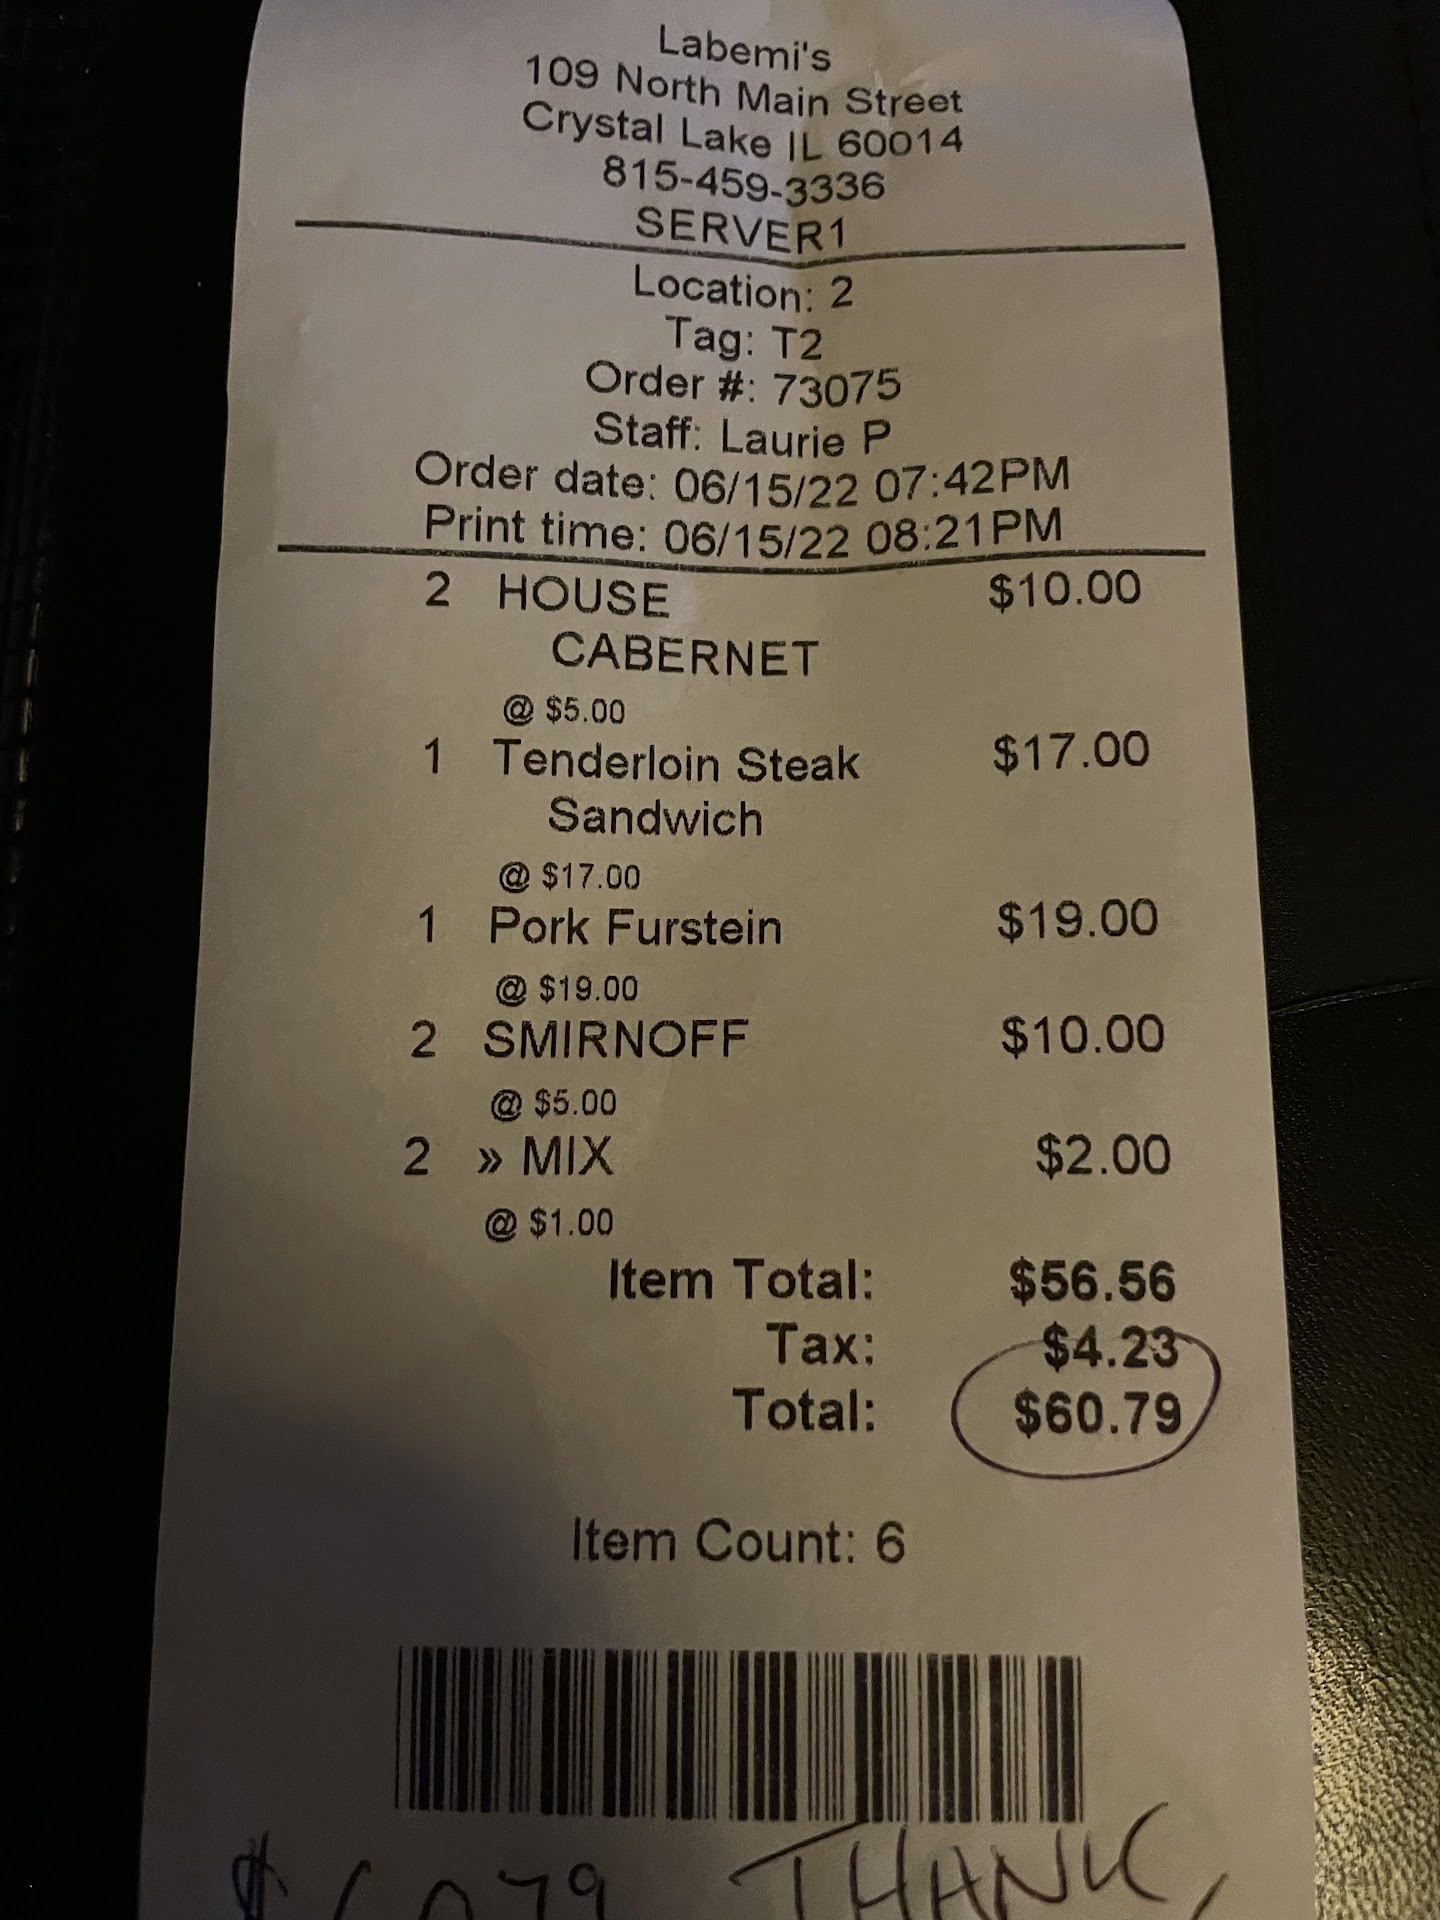 Labemi's
109 North Main Street
Crystal Lake IL 60014
815-459-3336
SERVER1
Location: 2
Tag: T2
Order #: 73075
Staff: Laurie P
Order date: 06/15/22 07:42PM
Print time: 06/15/22 08:21PM
2 HOUSE $10.00
CABERNET
@ $5.00
1 Tenderloin Steak $17.00
Sandwich
@ $17.00
1 Pork Furstein $19.00
@ $19.00
2 SMIRNOFF $10.00
@ $5.00
2 » MIX $2.00
@ $1.00
Item Total: $56.56
Tax: $4.23
Total: $60.79
Item Count: 6
THANK